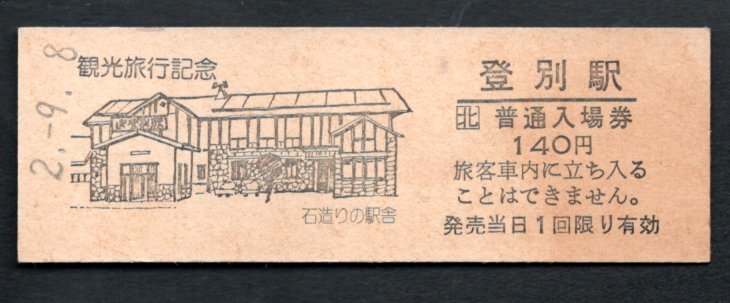 2.-9.-8
観光旅行記念
石造りの駅舎
登別駅
北 普通入場券
140円
旅客車内に立ち入る
ことはできません。
発売当日1回限り有効